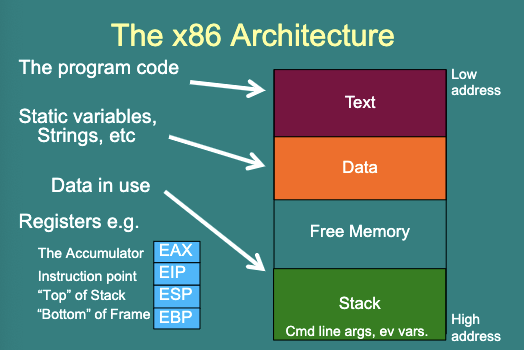 The x86 Architecture
The program code
Low
address
Text
Static variables,
Strings, etc
Data
Data in use
Registers e.g.
Free Memory
The Accumulator EAX
Instruction point EIP
“Top” of Stack ESP
“Bottom” of Frame EBP
Stack
Cmd line args, ev vars.
High
address